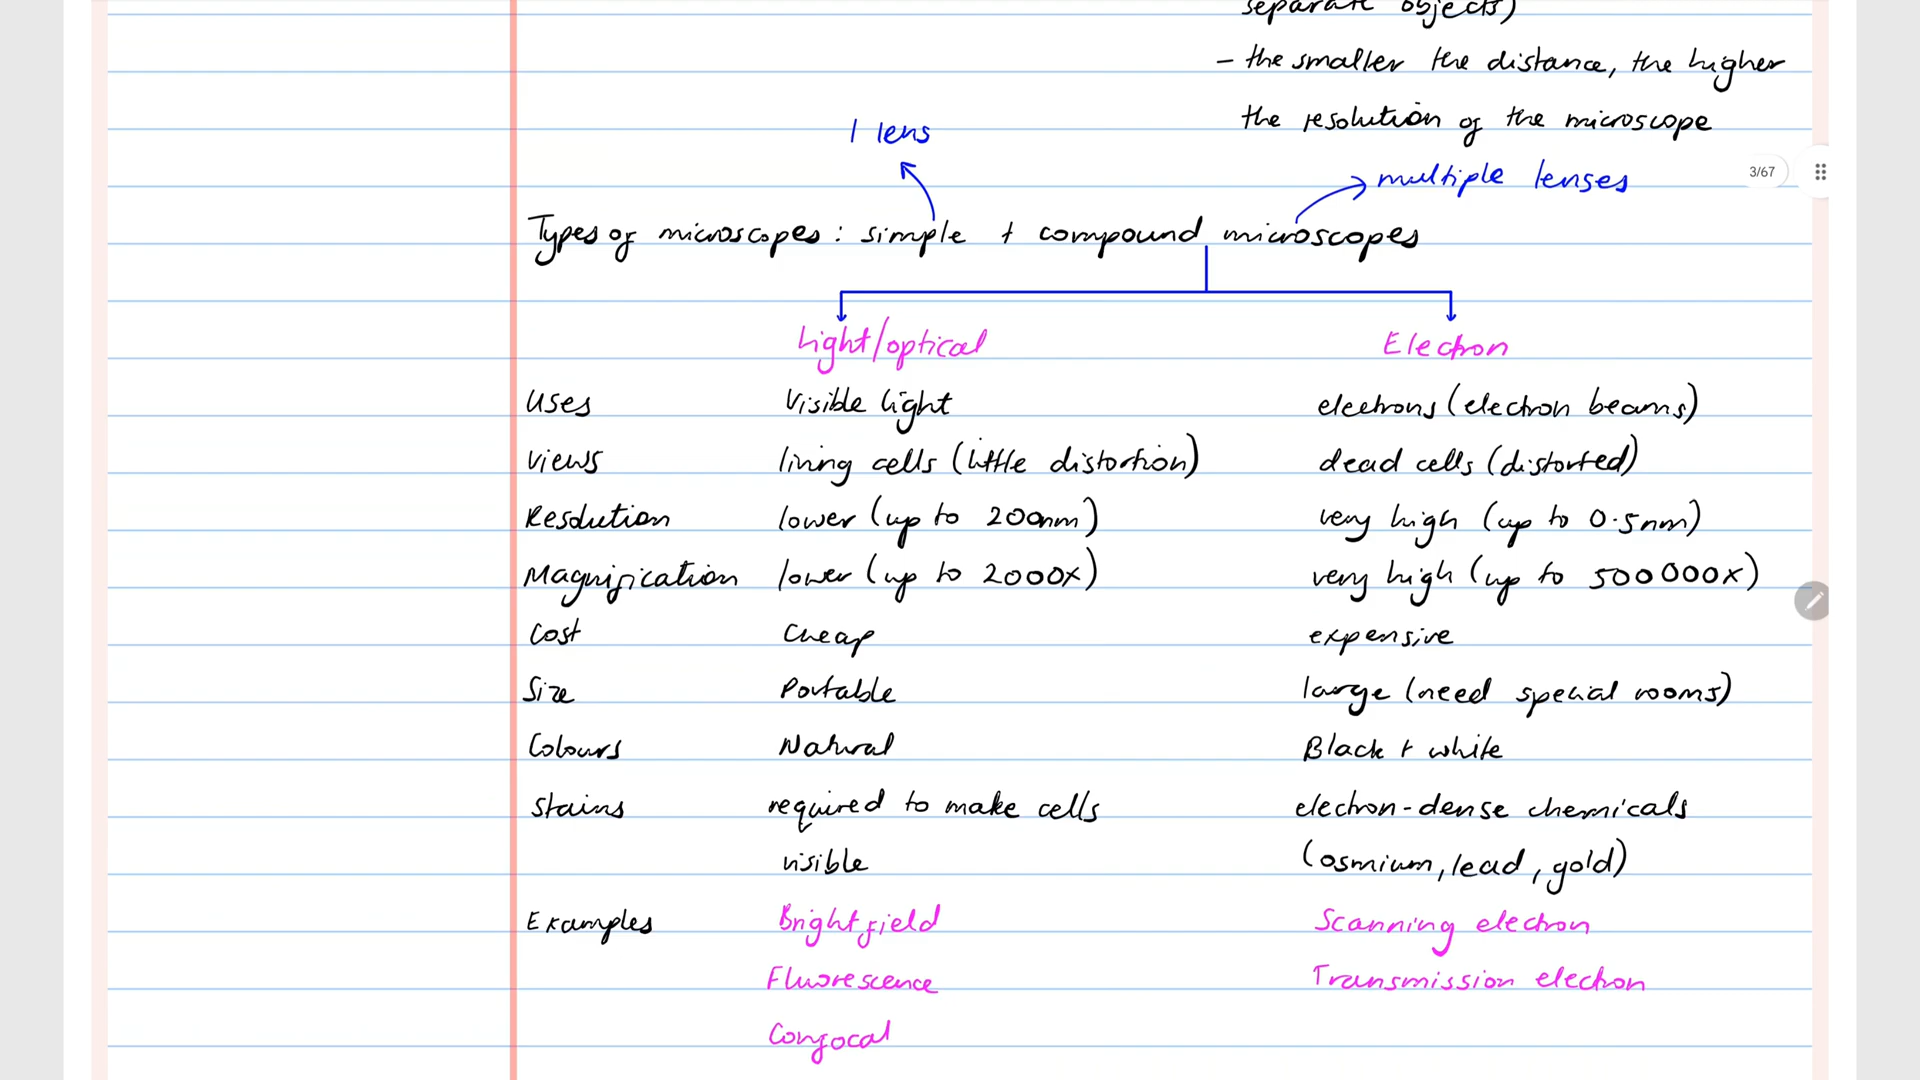 separate objects)
- the smaller the distance, the higher
the resolution of the microscope
3/67
1 lens
multiple lenses
Types of microscopes: simple + compound microscopes
Light/optical Electron
Uses Visible light electrons (electron beams)
Views living cells (little distortion) dead cells (distorted)
Resolution lower (up to 200nm) very high (up to 0.5nm)
Magnification lower (up to 2000x) very high (up to 500000x)
Cost Cheap expensive
Size Portable large (need special rooms)
Colours Natural Black + white
Stains required to make cells electron-dense chemicals
visible (osmium, lead, gold)
Examples Brightfield Scanning electron
Fluorescence Transmission electron
Confocal